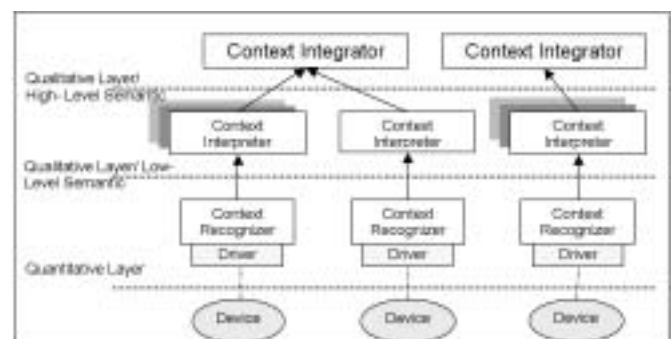 Context Integrator
Context Integrator
Qualitative Layer/
High- Level Semantic
Context
Interpreter
Context
Interpreter
Context
Interpreter
Qualitative Layer/ Low-
Level Semantic
Context
Recognizer
Context
Recognizer
Context
Recognizer
Driver
Driver
Driver
Quantitative Layer
Device
Device
Device